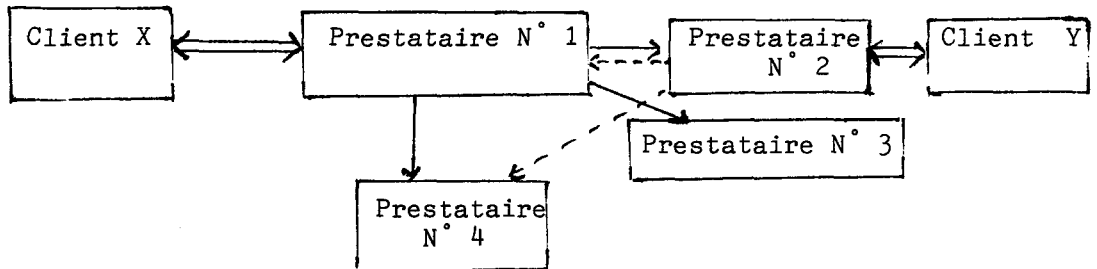 Client X
Prestataire N° 1
Prestataire
N° 2
Client Y
Prestataire N° 3
Prestataire
N° 4